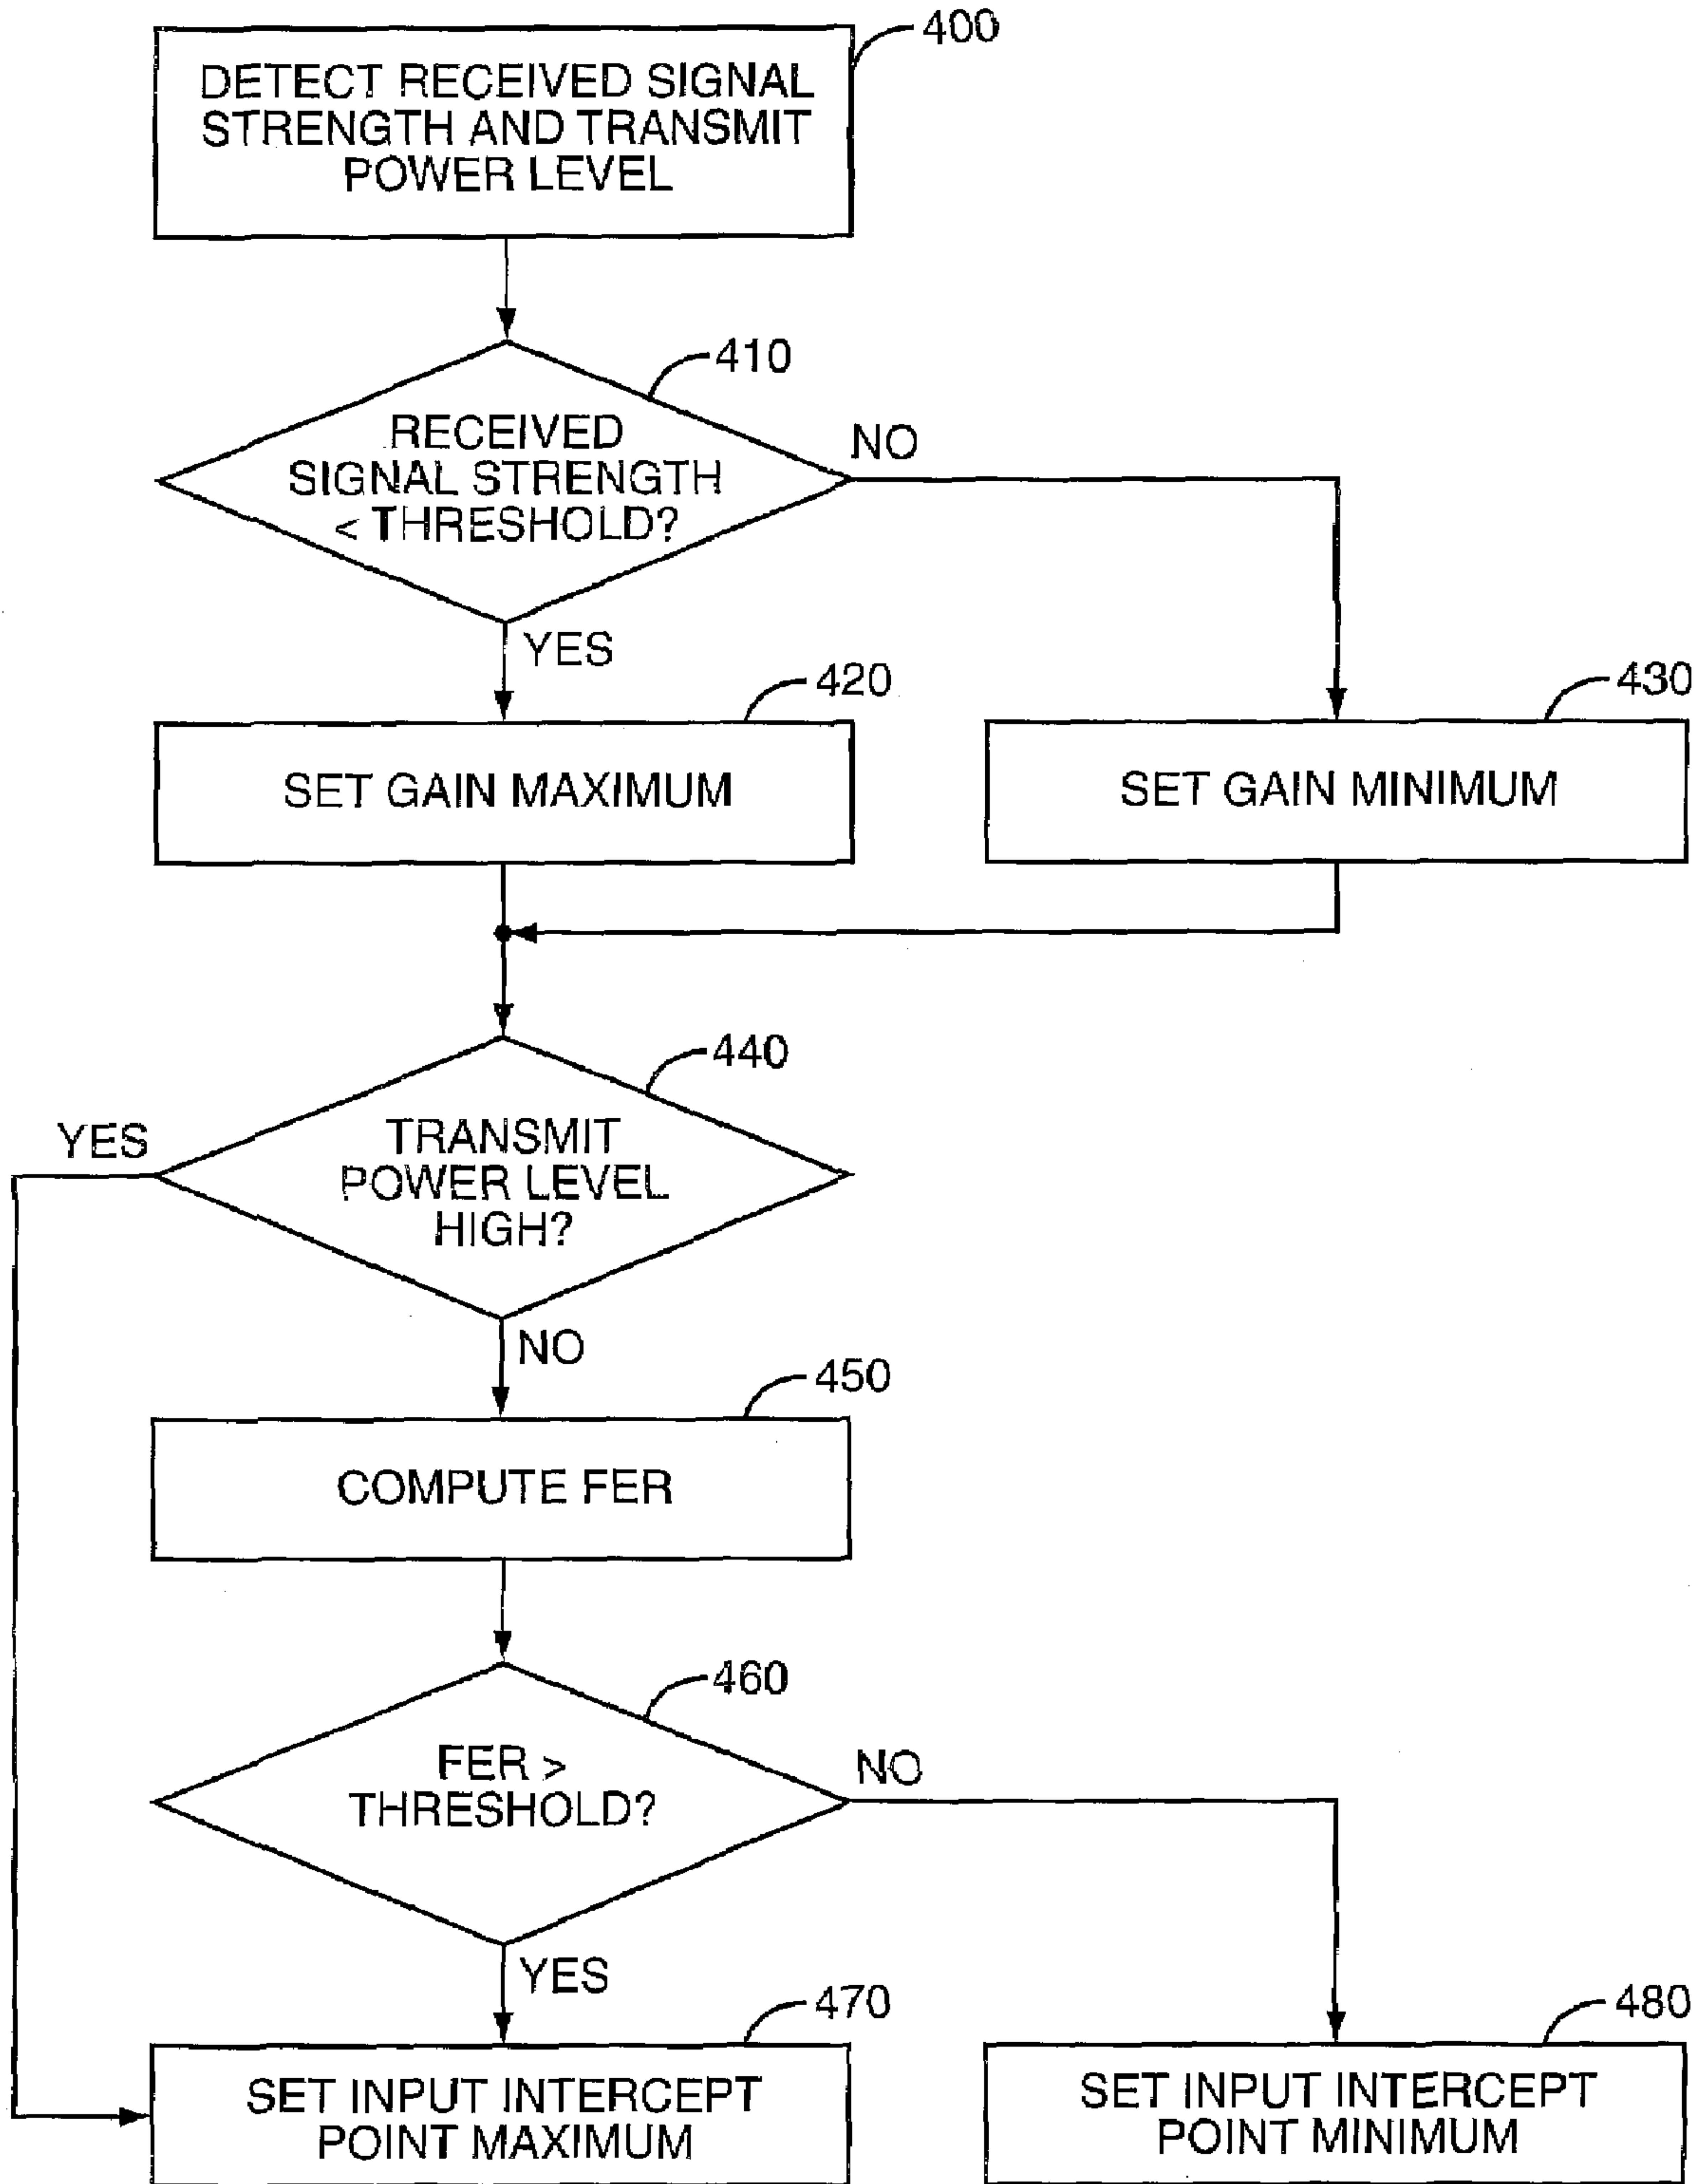 400
DETECT RECEIVED SIGNAL
STRENGTH AND TRANSMIT
POWER LEVEL
410
RECEIVED
SIGNAL STRENGTH
< THRESHOLD?
NO
YES
420
430
SET GAIN MAXIMUM
SET GAIN MINIMUM
440
YES
TRANSMIT
POWER LEVEL
HIGH?
NO
450
COMPUTE FER
460
FER >
THRESHOLD?
NO
YES
470
480
SET INPUT INTERCEPT
POINT MAXIMUM
SET INPUT INTERCEPT
POINT MINIMUM